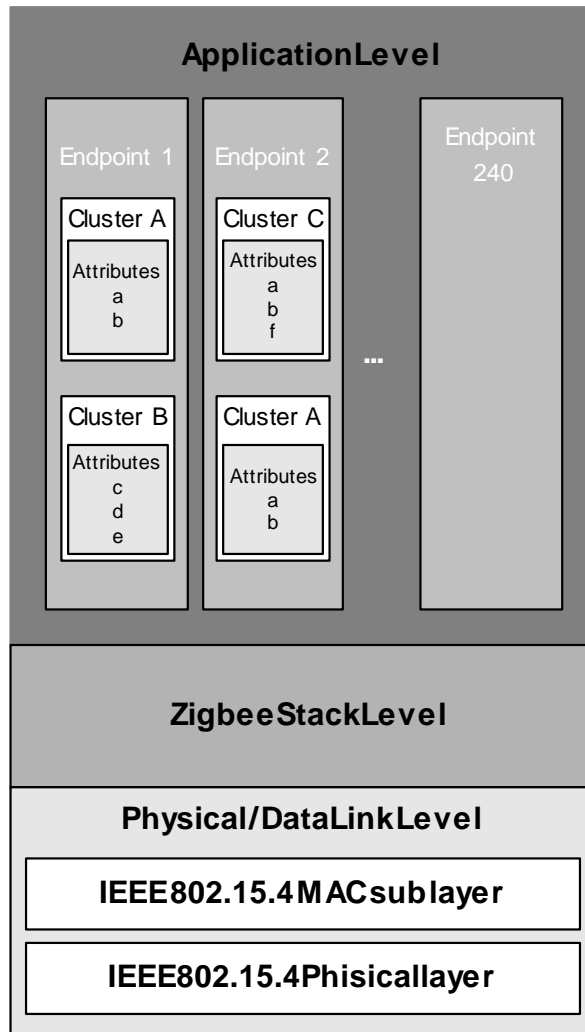 ApplicationLevel
Endpoint 1
Cluster A
Attributes
a
b
Cluster B
Attributes
c
d
e
Endpoint 2
Cluster C
Attributes
a
b
f
Cluster A
Attributes
a
b
...
Endpoint
240
ZigbeeStackLevel
Physical/DataLinkLevel
IEEE802.15.4MACsublayer
IEEE802.15.4Phisicallayer